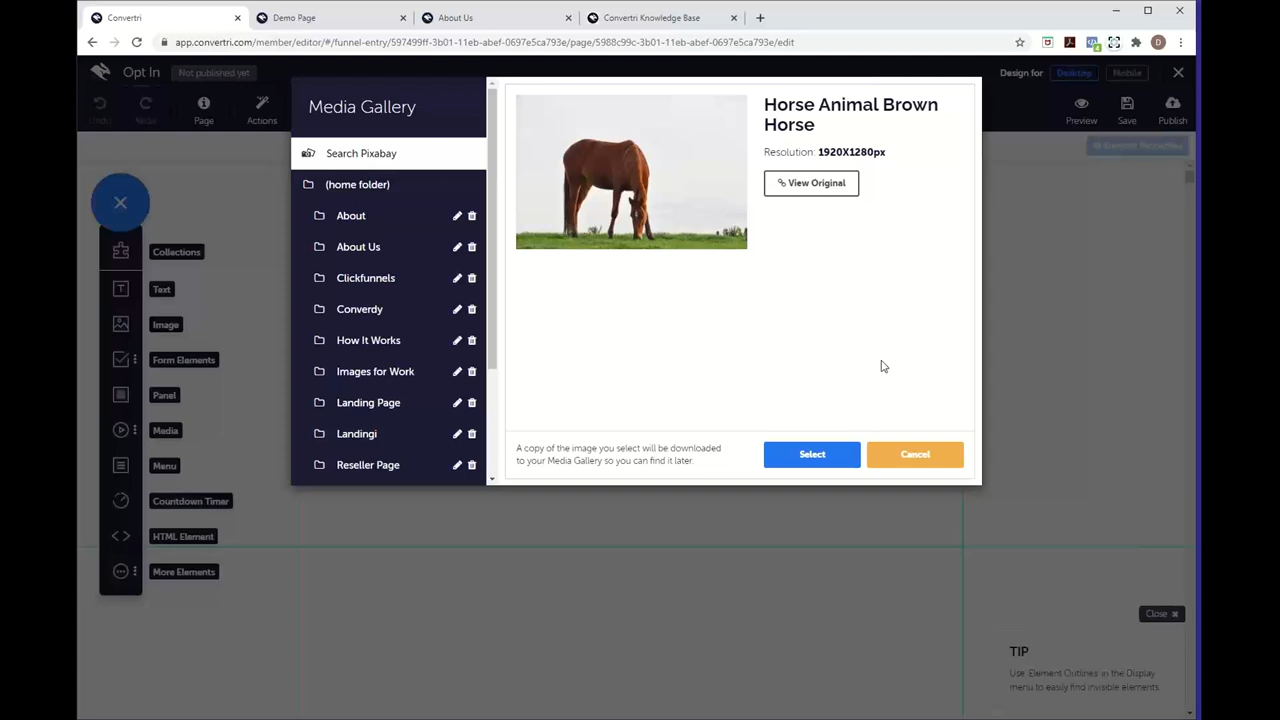 Convertri
Demo Page
About Us
Convertri Knowledge Base
app.convertri.com/member/editor/#/funnel-entry/597499ff-3b01-11eb-abef-0697e5ca793e/page/5988c99c-3b01-11eb-abef-0697e5ca793e/edit
D
Opt In
Not published yet
Design for
Desktop
Mobile
Undo
Redo
Page
Actions
Preview
Save
Publish
Media Gallery
Search Pixabay
(home folder)
About
About Us
Clickfunnels
Converdy
How It Works
Images for Work
Landing Page
Landingi
Reseller Page
Horse Animal Brown
Horse
Resolution: 1920X1280px
View Original
A copy of the image you select will be downloaded
to your Media Gallery so you can find it later.
Select
Cancel
Collections
Text
Image
Form Elements
Panel
Media
Menu
Countdown Timer
HTML Element
More Elements
Close
TIP
Use 'Element Outlines' in the Display
menu to easily find invisible elements.